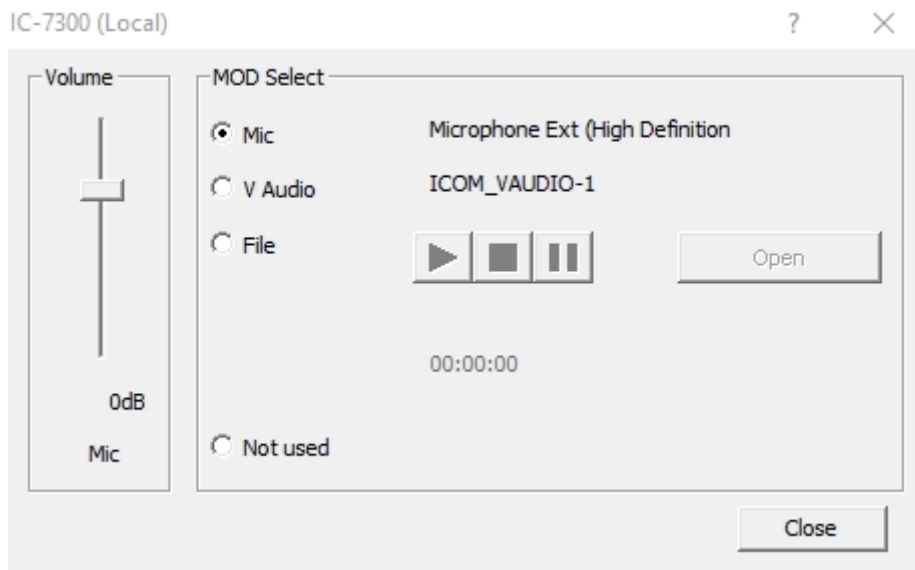 IC-7300 (Local)
?
Volume
0dB
Mic
MOD Select
Mic
Microphone Ext (High Definition
V Audio
ICOM_VAUDIO-1
File
Open
00:00:00
Not used
Close